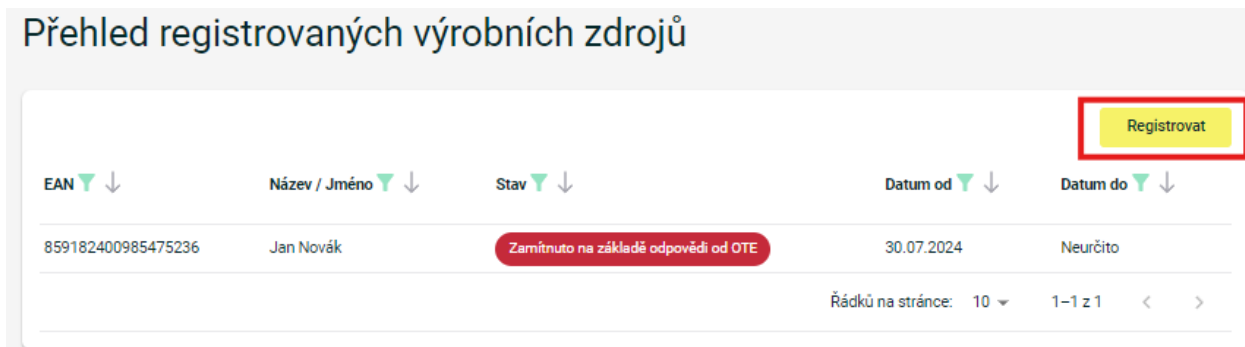 Přehled registrovaných výrobních zdrojů
Registrovat
EAN Název / Jméno Stav Datum od Datum do
859182400985475236 Jan Novák Zamítnuto na základě odpovědi od OTE 30.07.2024 Neurčito
Řádků na stránce: 10 1–1 z 1